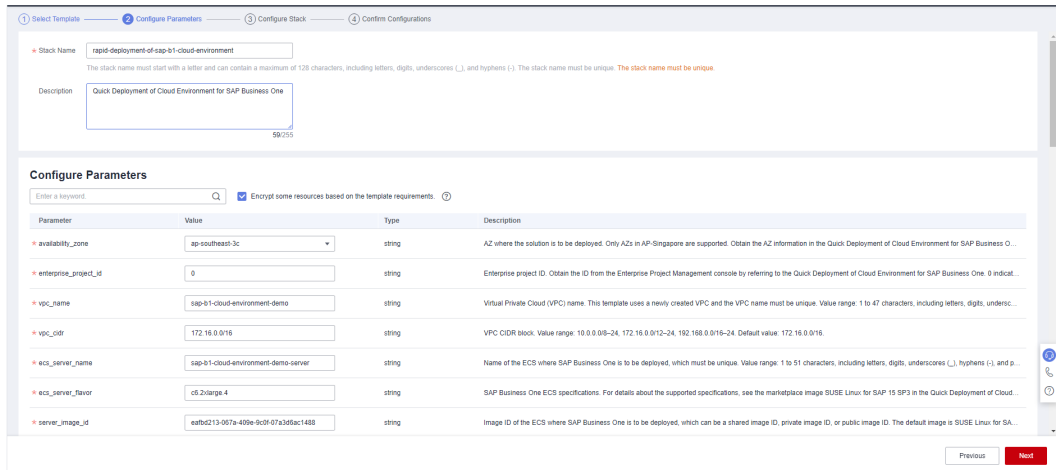 1 Select Template 2 Configure Parameters 3 Configure Stack 4 Confirm Configurations
* Stack Name rapid-deployment-of-sap-b1-cloud-environment
The stack name must start with a letter and can contain a maximum of 128 characters, including letters, digits, underscores (_), and hyphens (-). The stack name must be unique. The stack name must be unique.
Description Quick Deployment of Cloud Environment for SAP Business One
59/255
Configure Parameters
Enter a keyword. Encrypt some resources based on the template requirements. ?
Parameter Value Type Description
* availability_zone ap-southeast-3c string AZ where the solution is to be deployed. Only AZs in AP-Singapore are supported. Obtain the AZ information in the Quick Deployment of Cloud Environment for SAP Business O...
* enterprise_project_id 0 string Enterprise project ID. Obtain the ID from the Enterprise Project Management console by referring to the Quick Deployment of Cloud Environment for SAP Business One. 0 indicat...
* vpc_name sap-b1-cloud-environment-demo string Virtual Private Cloud (VPC) name. This template uses a newly created VPC and the VPC name must be unique. Value range: 1 to 47 characters, including letters, digits, undersc...
* vpc_cidr 172.16.0.0/16 string VPC CIDR block. Value range: 10.0.0.0/8–24, 172.16.0.0/12–24, 192.168.0.0/16–24. Default value: 172.16.0.0/16.
* ecs_server_name sap-b1-cloud-environment-demo-server string Name of the ECS where SAP Business One is to be deployed, which must be unique. Value range: 1 to 51 characters, including letters, digits, underscores (_), hyphens (-), and p...
* ecs_server_flavor c6.2xlarge.4 string SAP Business One ECS specifications. For details about the supported specifications, see the marketplace image SUSE Linux for SAP 15 SP3 in the Quick Deployment of Cloud...
* server_image_id eafbd213-067a-409e-9c0f-07a3d6ac1488 string Image ID of the ECS where SAP Business One is to be deployed, which can be a shared image ID, private image ID, or public image ID. The default image is SUSE Linux for SA...
Previous Next